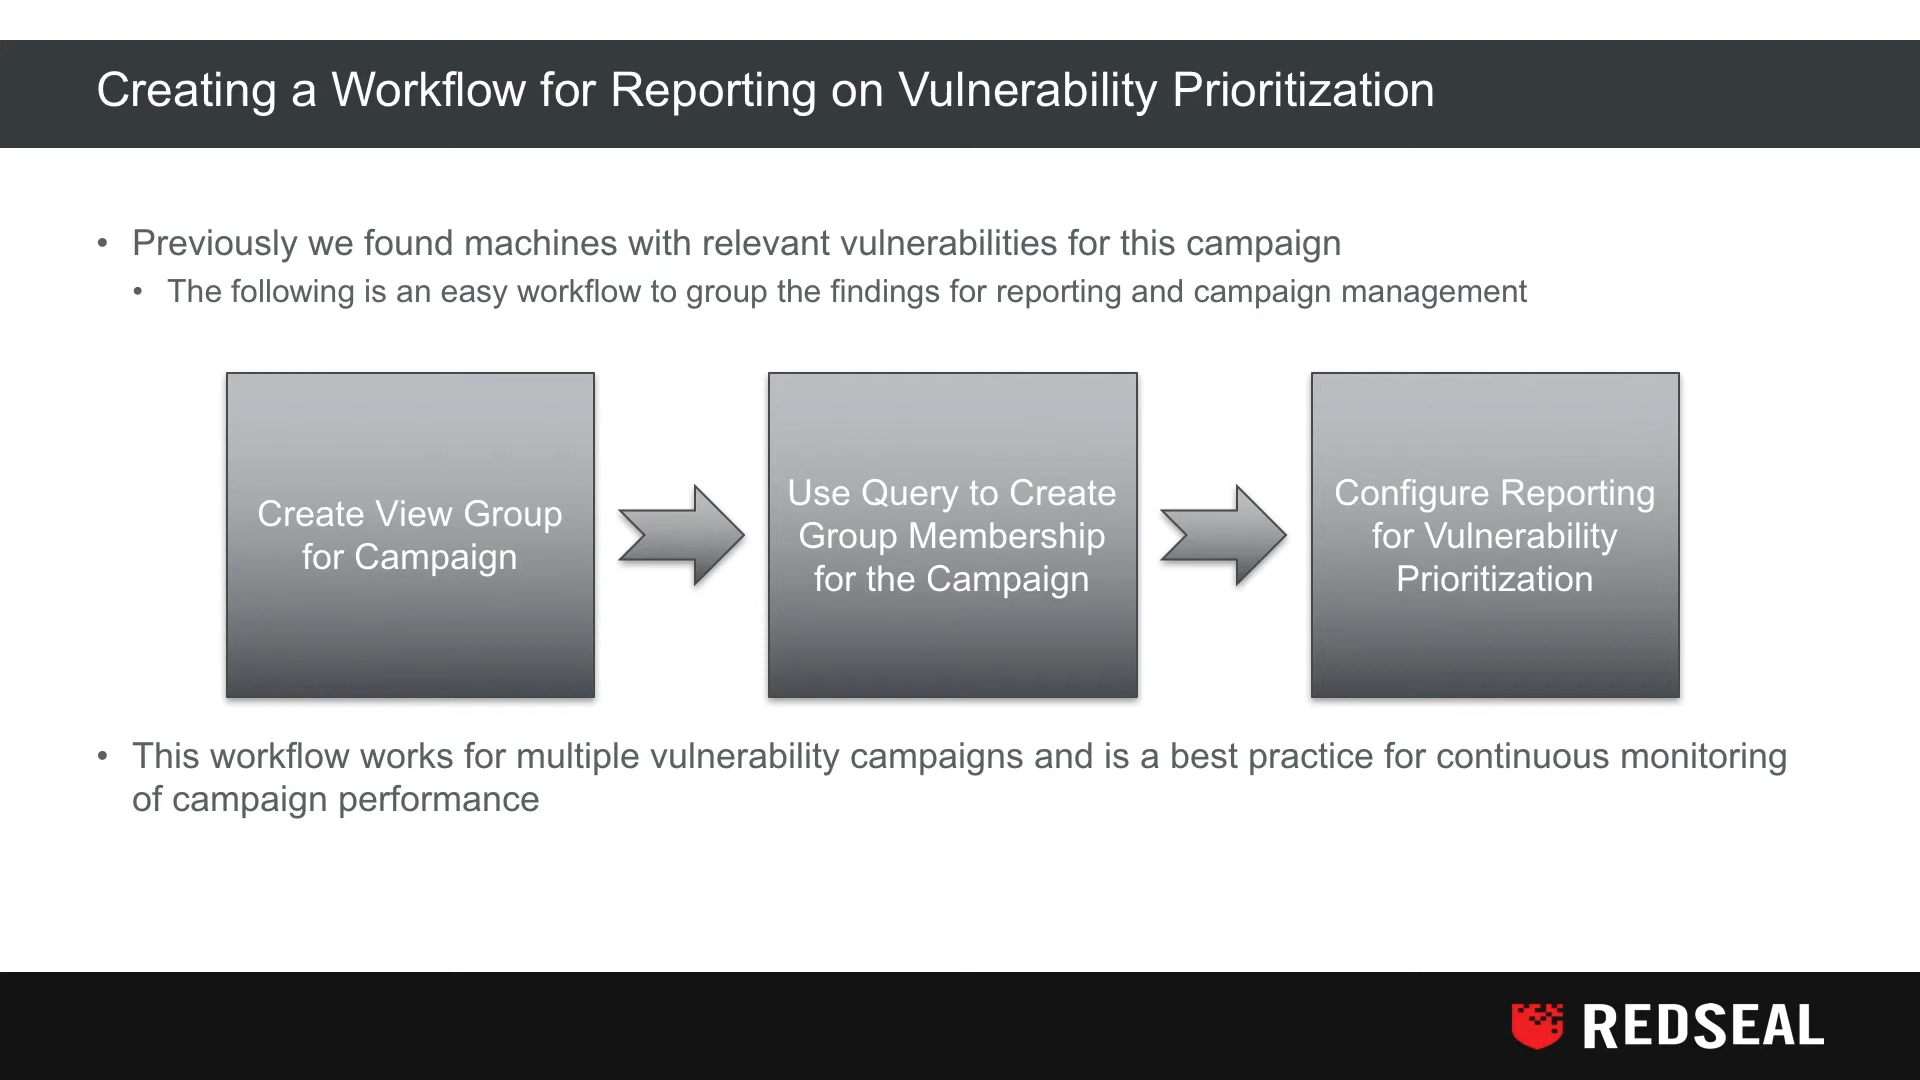 Creating a Workflow for Reporting on Vulnerability Prioritization
• Previously we found machines with relevant vulnerabilities for this campaign
• The following is an easy workflow to group the findings for reporting and campaign management
Create View Group
for Campaign
Use Query to Create
Group Membership
for the Campaign
Configure Reporting
for Vulnerability
Prioritization
• This workflow works for multiple vulnerability campaigns and is a best practice for continuous monitoring
of campaign performance
REDSEAL